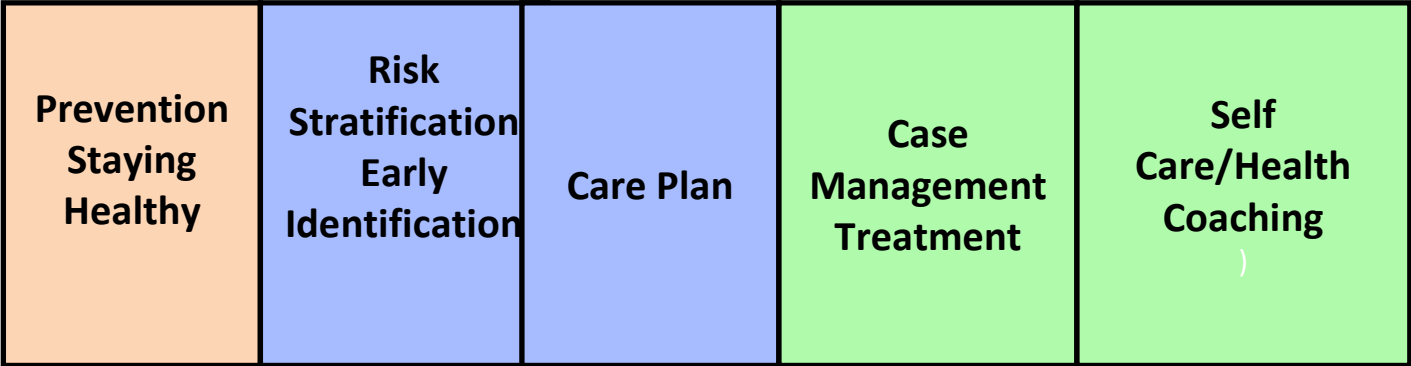 Prevention
Staying
Healthy
Risk
Stratification
Early
Identification
Care Plan
Case
Management
Treatment
Self
Care/Health
Coaching
)